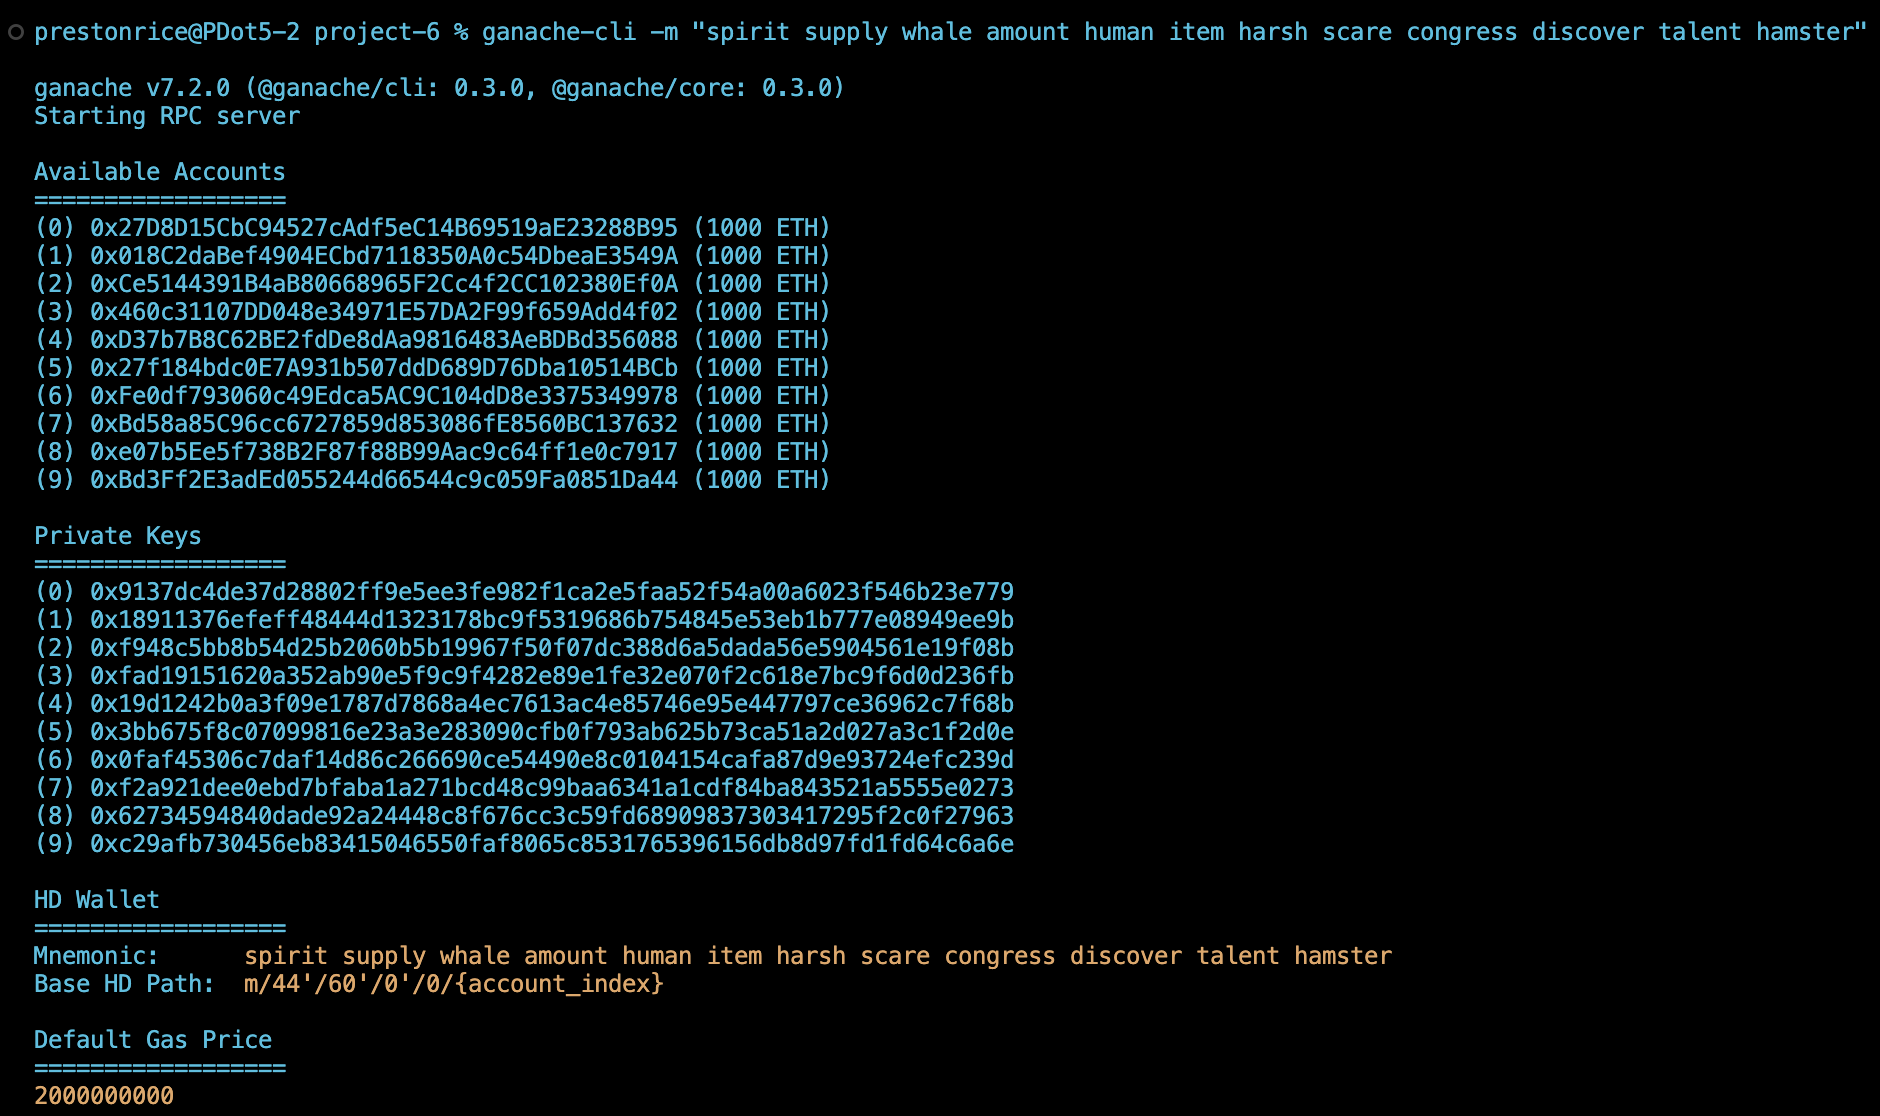 prestonrice@PDot5-2 project-6 % ganache-cli -m "spirit supply whale amount human item harsh scare congress discover talent hamster"
ganache v7.2.0 (@ganache/cli: 0.3.0, @ganache/core: 0.3.0)
Starting RPC server
Available Accounts
==================
(0) 0x27D8D15CbC94527cAdf5eC14B69519aE23288B95 (1000 ETH)
(1) 0x018C2daBef4904ECbd7118350A0c54DbeaE3549A (1000 ETH)
(2) 0xCe5144391B4aB80668965F2Cc4f2CC102380Ef0A (1000 ETH)
(3) 0x460c31107DD048e34971E57DA2F99f659Add4f02 (1000 ETH)
(4) 0xD37b7B8C62BE2fdDe8dAa9816483AeBDBd356088 (1000 ETH)
(5) 0x27f184bdc0E7A931b507ddD689D76Dba10514BCb (1000 ETH)
(6) 0xFe0df793060c49Edca5AC9C104dD8e3375349978 (1000 ETH)
(7) 0xBd58a85C96cc6727859d853086fE8560BC137632 (1000 ETH)
(8) 0xe07b5Ee5f738B2F87f88B99Aac9c64ff1e0c7917 (1000 ETH)
(9) 0xBd3Ff2E3adEd055244d66544c9c059Fa0851Da44 (1000 ETH)
Private Keys
==================
(0) 0x9137dc4de37d28802ff9e5ee3fe982f1ca2e5faa52f54a00a6023f546b23e779
(1) 0x18911376efeff48444d1323178bc9f5319686b754845e53eb1b777e08949ee9b
(2) 0xf948c5bb8b54d25b2060b5b19967f50f07dc388d6a5dada56e5904561e19f08b
(3) 0xfad19151620a352ab90e5f9c9f4282e89e1fe32e070f2c618e7bc9f6d0d236fb
(4) 0x19d1242b0a3f09e1787d7868a4ec7613ac4e85746e95e447797ce36962c7f68b
(5) 0x3bb675f8c07099816e23a3e283090cfb0f793ab625b73ca51a2d027a3c1f2d0e
(6) 0x0faf45306c7daf14d86c266690ce54490e8c0104154cafa87d9e93724efc239d
(7) 0xf2a921dee0ebd7bfaba1a271bcd48c99baa6341a1cdf84ba843521a5555e0273
(8) 0x62734594840dade92a24448c8f676cc3c59fd68909837303417295f2c0f27963
(9) 0xc29afb730456eb83415046550faf8065c8531765396156db8d97fd1fd64c6a6e
HD Wallet
==================
Mnemonic:      spirit supply whale amount human item harsh scare congress discover talent hamster
Base HD Path:  m/44'/60'/0'/0/{account_index}
Default Gas Price
==================
2000000000